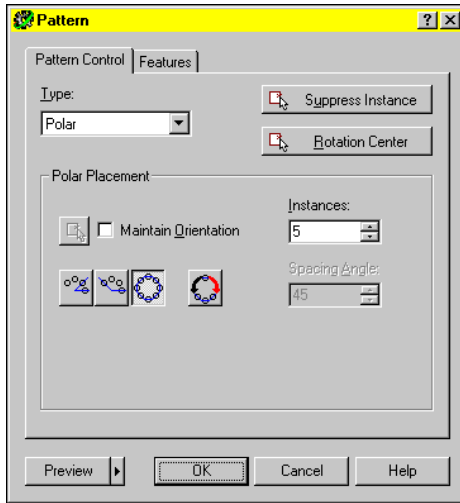 Pattern
Pattern Control Features
Type:
Suppress Instance
Polar
Rotation Center
Polar Placement
Instances:
Maintain Orientation
5
Spacing Angle:
45
Preview OK Cancel Help